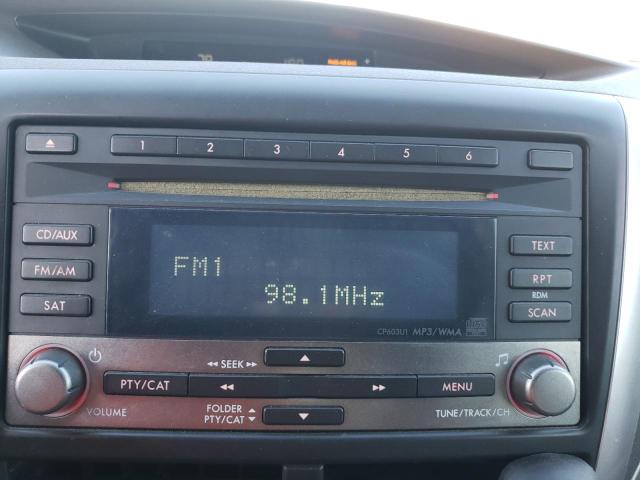 1 2 3 4 5 6
CD/AUX
FM/AM
SAT
FM1
98.1MHz
CP603U1 MP3/WMA
TEXT
RPT
RDM
SCAN
SEEK
PTY/CAT
MENU
VOLUME
FOLDER
PTY/CAT
TUNE/TRACK/CH